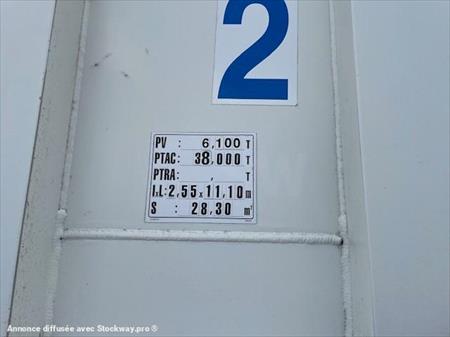 2
PV : 6,100 T
PTAC: 38,000 T
PTRA: , T
l×L: 2,55 x 11,10 m
S : 28,30 m²
Annonce diffusée avec Stockway.pro ®